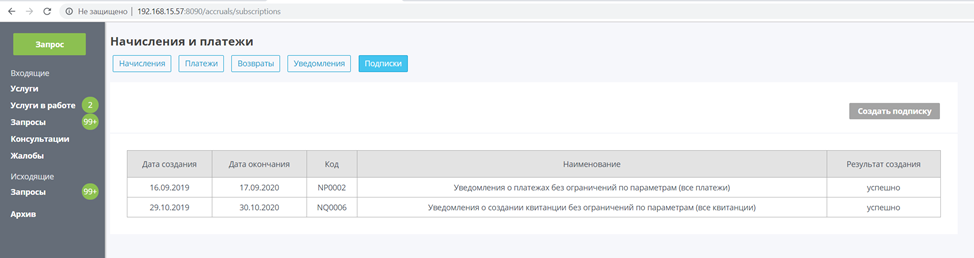 Не защищено | 192.168.15.57:8090/accruals/subscriptions
Запрос
Входящие
Услуги
Услуги в работе 2
Запросы 99+
Консультации
Жалобы
Исходящие
Запросы 99+
Архив
Начисления и платежи
Начисления Платежи Возвраты Уведомления Подписки
Создать подписку
Дата создания Дата окончания Код Наименование Результат создания
16.09.2019 17.09.2020 NP0002 Уведомления о платежах без ограничений по параметрам (все платежи) успешно
29.10.2019 30.10.2020 NQ0006 Уведомления о создании квитанции без ограничений по параметрам (все квитанции) успешно